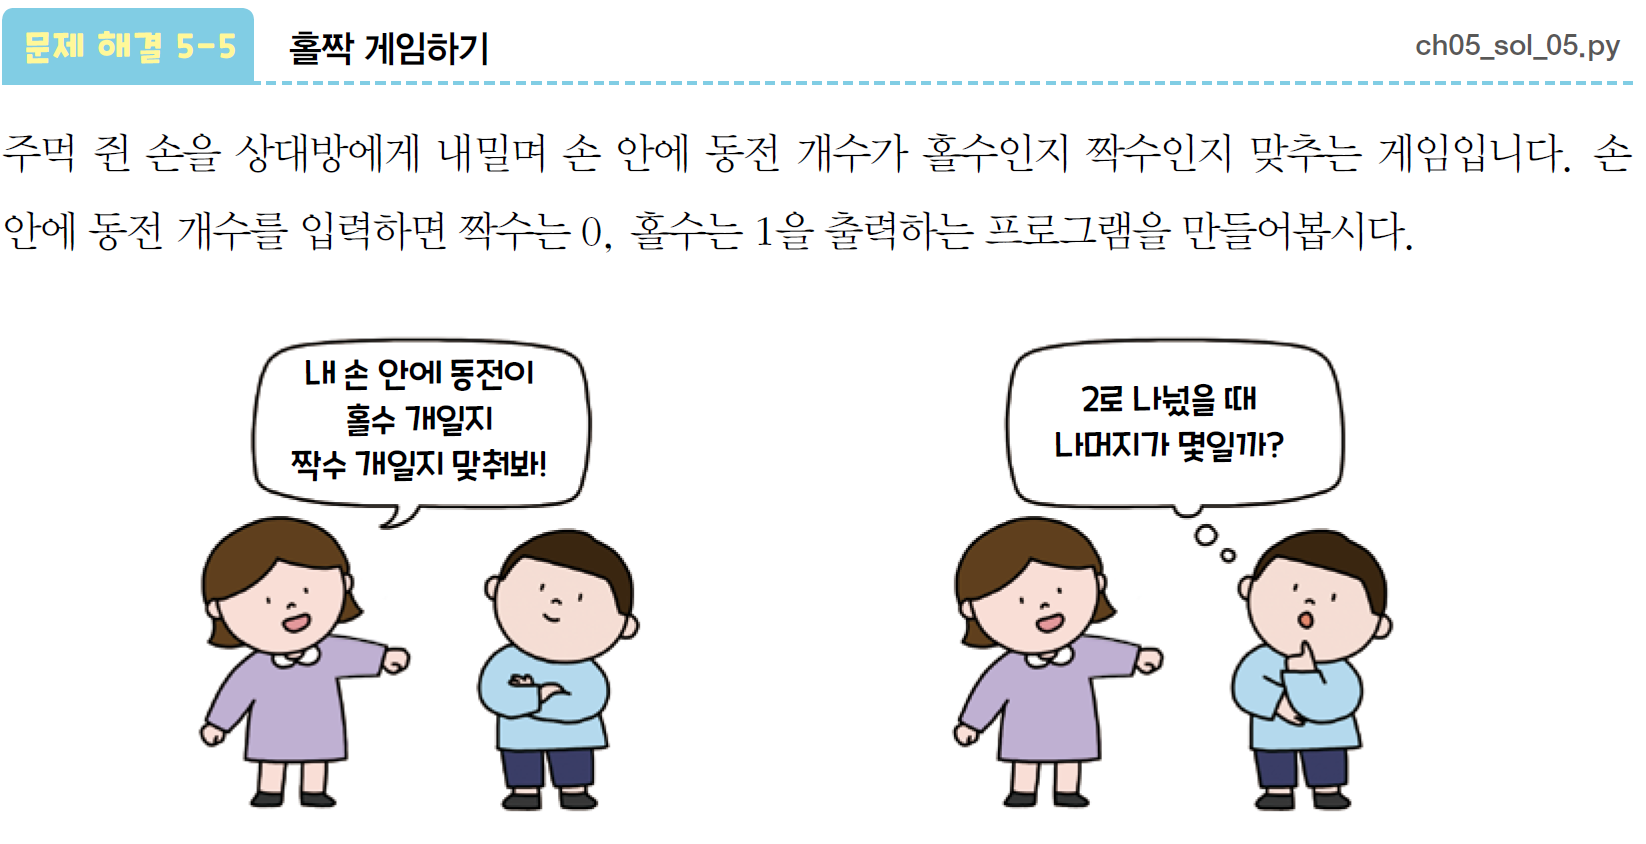 문제 해결 5-5 홀짝 게임하기 ch05_sol_05.py
주먹 쥔 손을 상대방에게 내밀며 손 안에 동전 개수가 홀수인지 짝수인지 맞추는 게임입니다. 손
안에 동전 개수를 입력하면 짝수는 0, 홀수는 1을 출력하는 프로그램을 만들어봅시다.
내 손 안에 동전이
홀수 개일지
짝수 개일지 맞춰봐!
2로 나눴을 때
나머지가 몇일까?